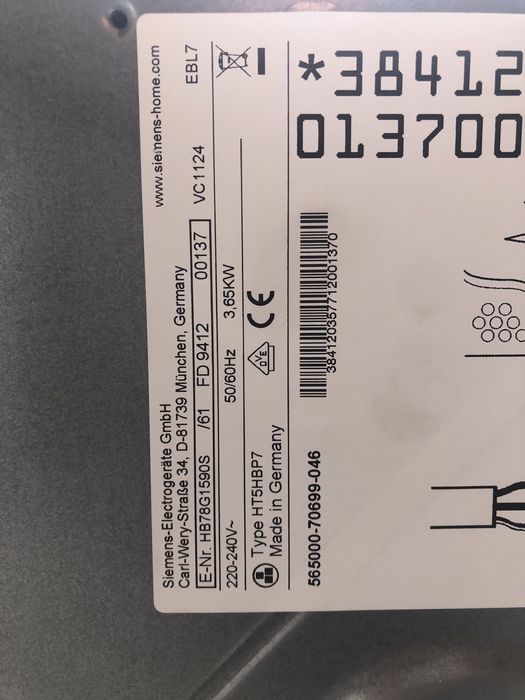 www.siemens-home.com
Siemens-Electrogeräte GmbH
Carl-Wery-Straße 34, D-81739 München, Germany
EBL7
E-Nr. HB78G1590S /61 FD 9412 00137 VC1124
220-240V~ 50/60Hz 3,65KW
Type HT5HBP7
Made in Germany
DVE
CE
565000-70699-046
384120357712001370
*38412
013700